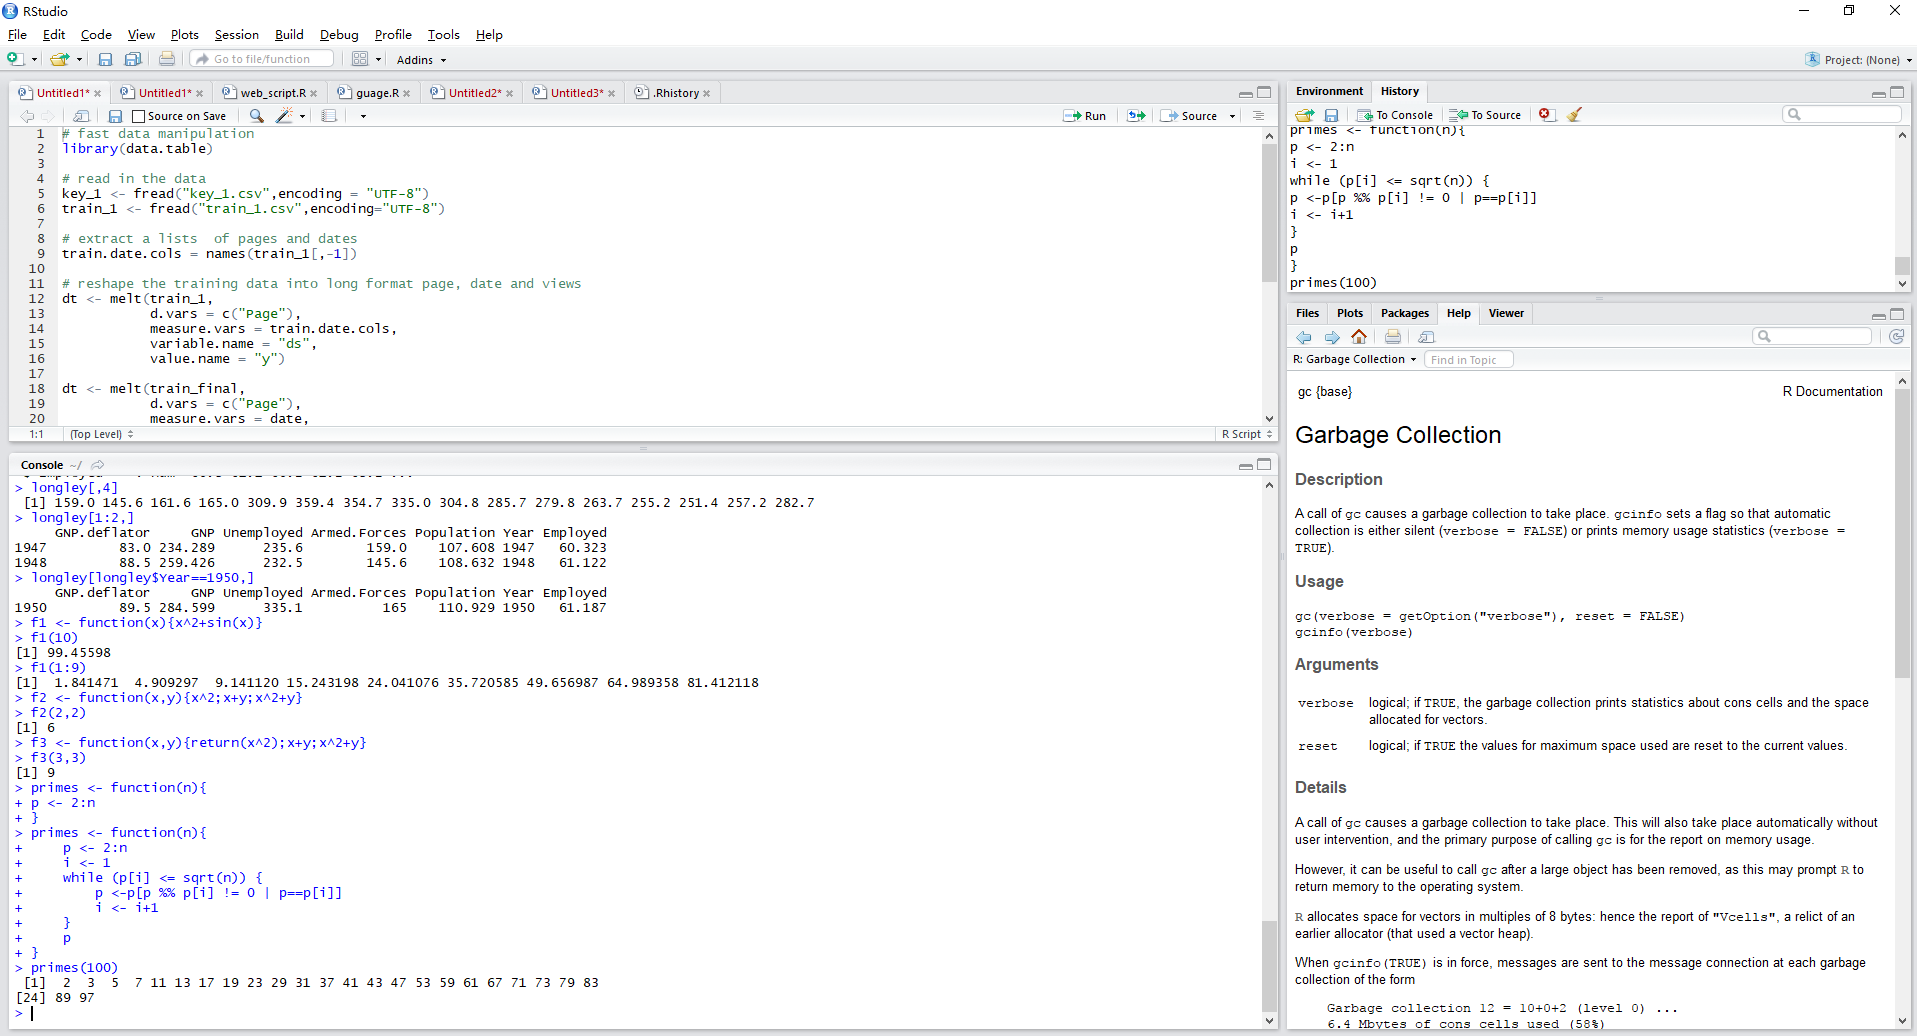 RStudio
File Edit Code View Plots Session Build Debug Profile Tools Help
Go to file/function Addins Project: (None)
Untitled1* Untitled1* web_script.R guage.R Untitled2* Untitled3* .Rhistory
Source on Save Run Source
1 # fast data manipulation
2 library(data.table)
3
4 # read in the data
5 key_1 <- fread("key_1.csv",encoding = "UTF-8")
6 train_1 <- fread("train_1.csv",encoding="UTF-8")
7
8 # extract a lists  of pages and dates
9 train.date.cols = names(train_1[,-1])
10
11 # reshape the training data into long format page, date and views
12 dt <- melt(train_1,
13            d.vars = c("Page"),
14            measure.vars = train.date.cols,
15            variable.name = "ds",
16            value.name = "y")
17
18 dt <- melt(train_final,
19            d.vars = c("Page"),
20            measure.vars = date,
1:1 (Top Level) R Script
Console ~/
> longley[,4]
 [1] 159.0 145.6 161.6 165.0 309.9 359.4 354.7 335.0 304.8 285.7 279.8 263.7 255.2 251.4 257.2 282.7
> longley[1:2,]
     GNP.deflator     GNP Unemployed Armed.Forces Population Year Employed
1947         83.0 234.289      235.6        159.0    107.608 1947   60.323
1948         88.5 259.426      232.5        145.6    108.632 1948   61.122
> longley[longley$Year==1950,]
     GNP.deflator     GNP Unemployed Armed.Forces Population Year Employed
1950         89.5 284.599      335.1          165    110.929 1950   61.187
> f1 <- function(x){x^2+sin(x)}
> f1(10)
[1] 99.45598
> f1(1:9)
[1]  1.841471  4.909297  9.141120 15.243198 24.041076 35.720585 49.656987 64.989358 81.412118
> f2 <- function(x,y){x^2;x+y;x^2+y}
> f2(2,2)
[1] 6
> f3 <- function(x,y){return(x^2);x+y;x^2+y}
> f3(3,3)
[1] 9
> primes <- function(n){
+ p <- 2:n
+ }
> primes <- function(n){
+     p <- 2:n
+     i <- 1
+     while (p[i] <= sqrt(n)) {
+         p <-p[p %% p[i] != 0 | p==p[i]]
+         i <- i+1
+     }
+     p
+ }
> primes(100)
 [1]  2  3  5  7 11 13 17 19 23 29 31 37 41 43 47 53 59 61 67 71 73 79 83
[24] 89 97
>
Environment History
To Console To Source
primes <- function(n){
p <- 2:n
i <- 1
while (p[i] <= sqrt(n)) {
p <-p[p %% p[i] != 0 | p==p[i]]
i <- i+1
}
p
}
primes(100)
Files Plots Packages Help Viewer
R: Garbage Collection Find in Topic
gc {base} R Documentation
Garbage Collection
Description
A call of gc causes a garbage collection to take place. gcinfo sets a flag so that automatic
collection is either silent (verbose = FALSE) or prints memory usage statistics (verbose =
TRUE).
Usage
gc(verbose = getOption("verbose"), reset = FALSE)
gcinfo(verbose)
Arguments
verbose logical; if TRUE, the garbage collection prints statistics about cons cells and the space
allocated for vectors.
reset logical; if TRUE the values for maximum space used are reset to the current values.
Details
A call of gc causes a garbage collection to take place. This will also take place automatically without
user intervention, and the primary purpose of calling gc is for the report on memory usage.
However, it can be useful to call gc after a large object has been removed, as this may prompt R to
return memory to the operating system.
R allocates space for vectors in multiples of 8 bytes: hence the report of "Vcells", a relict of an
earlier allocator (that used a vector heap).
When gcinfo(TRUE) is in force, messages are sent to the message connection at each garbage
collection of the form
Garbage collection 12 = 10+0+2 (level 0) ...
6.4 Mbytes of cons cells used (58%)